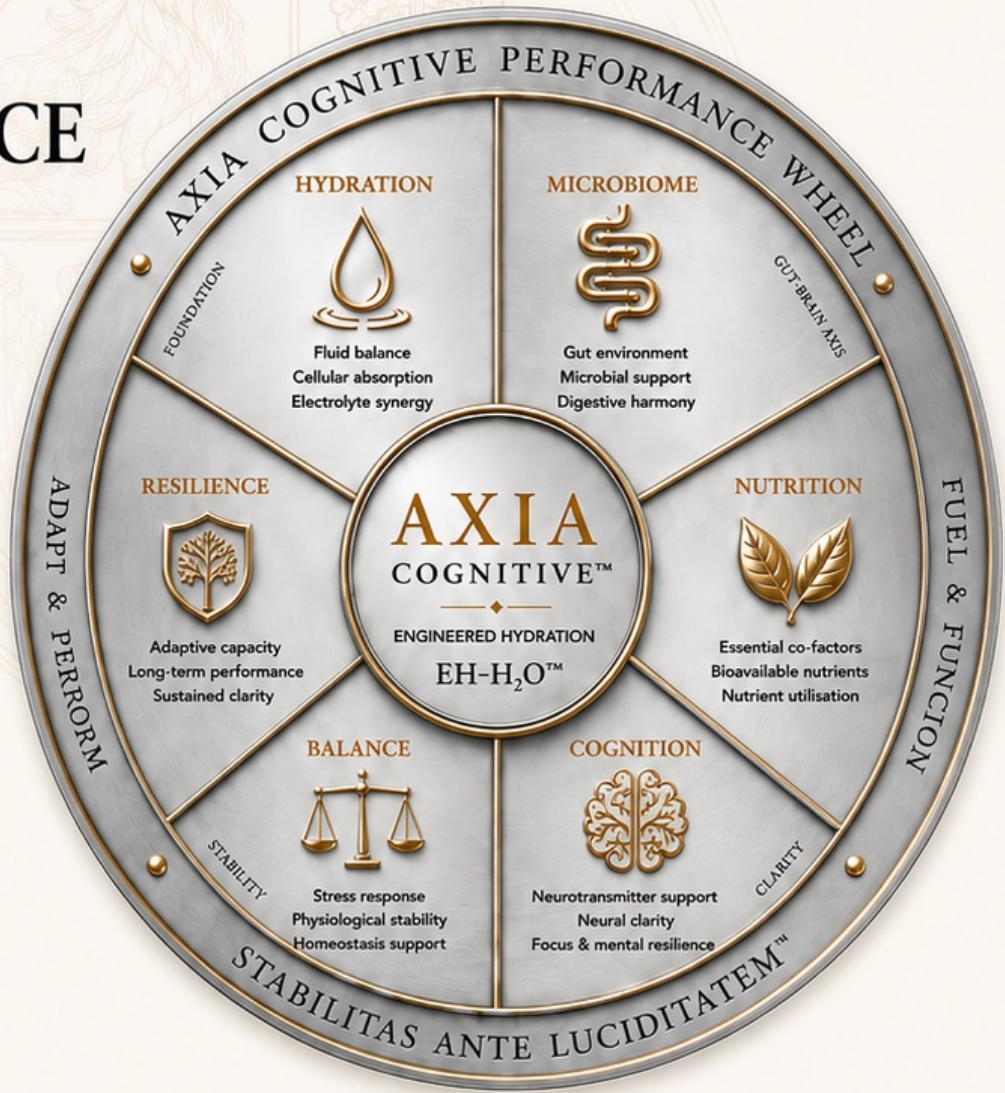 CE
AXIA COGNITIVE PERFORMANCE WHEEL
HYDRATION
FOUNDATION
Fluid balance
Cellular absorption
Electrolyte synergy
MICROBIOME
GUT-BRAIN AXIS
Gut environment
Microbial support
Digestive harmony
RESILIENCE
Adaptive capacity
Long-term performance
Sustained clarity
ADAPT & PERRORM
AXIA
COGNITIVE™
ENGINEERED HYDRATION
EH-H₂O™
NUTRITION
Essential co-factors
Bioavailable nutrients
Nutrient utilisation
FUEL & FUNCION
BALANCE
STABILITY
Stress response
Physiological stability
Homeostasis support
COGNITION
CLARITY
Neurotransmitter support
Neural clarity
Focus & mental resilience
STABILITAS ANTE LUCIDITATEM™